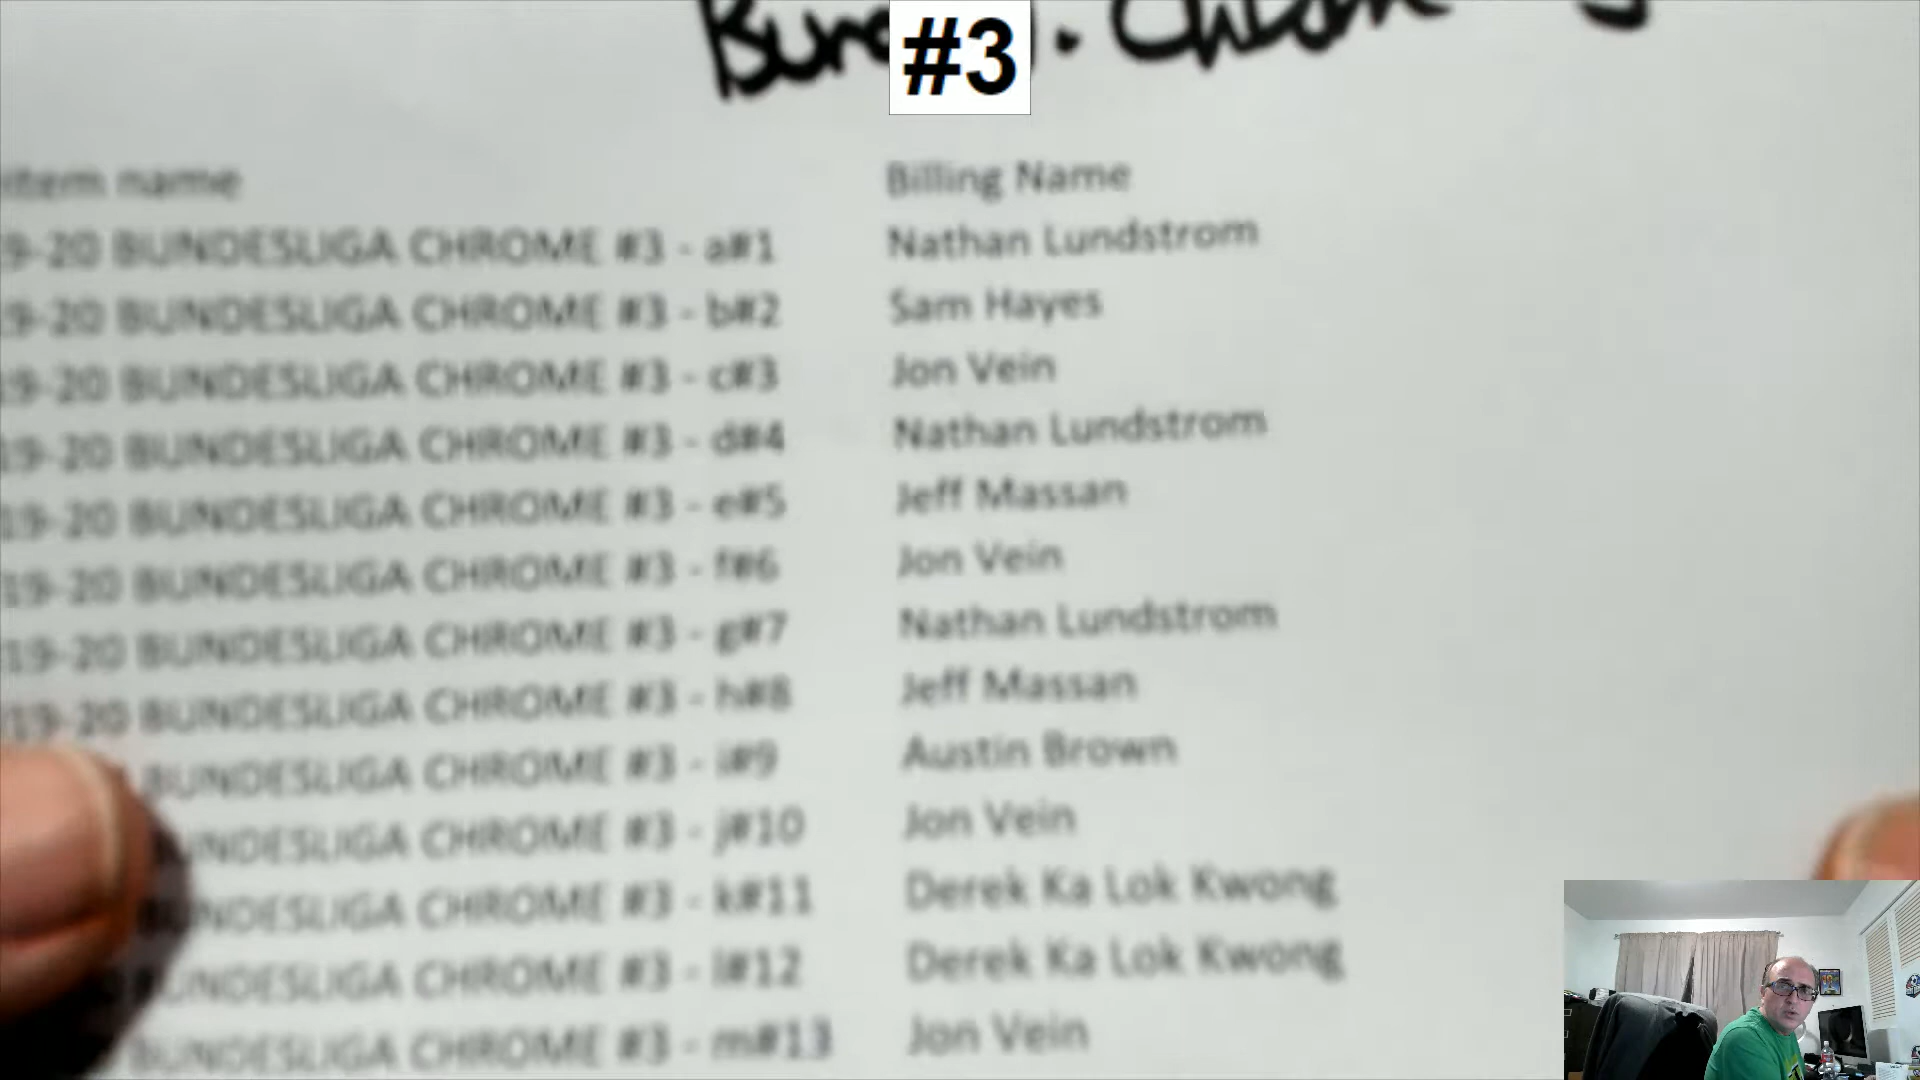 #3
item name Billing Name
19-20 BUNDESLIGA CHROME #3 - a#1 Nathan Lundstrom
19-20 BUNDESLIGA CHROME #3 - b#2 Sam Hayes
19-20 BUNDESLIGA CHROME #3 - c#3 Jon Vein
19-20 BUNDESLIGA CHROME #3 - d#4 Nathan Lundstrom
19-20 BUNDESLIGA CHROME #3 - e#5 Jeff Massan
19-20 BUNDESLIGA CHROME #3 - f#6 Jon Vein
19-20 BUNDESLIGA CHROME #3 - g#7 Nathan Lundstrom
19-20 BUNDESLIGA CHROME #3 - h#8 Jeff Massan
BUNDESLIGA CHROME #3 - i#9 Austin Brown
BUNDESLIGA CHROME #3 - j#10 Jon Vein
BUNDESLIGA CHROME #3 - k#11 Derek Ka Lok Kwong
BUNDESLIGA CHROME #3 - l#12 Derek Ka Lok Kwong
BUNDESLIGA CHROME #3 - m#13 Jon Vein